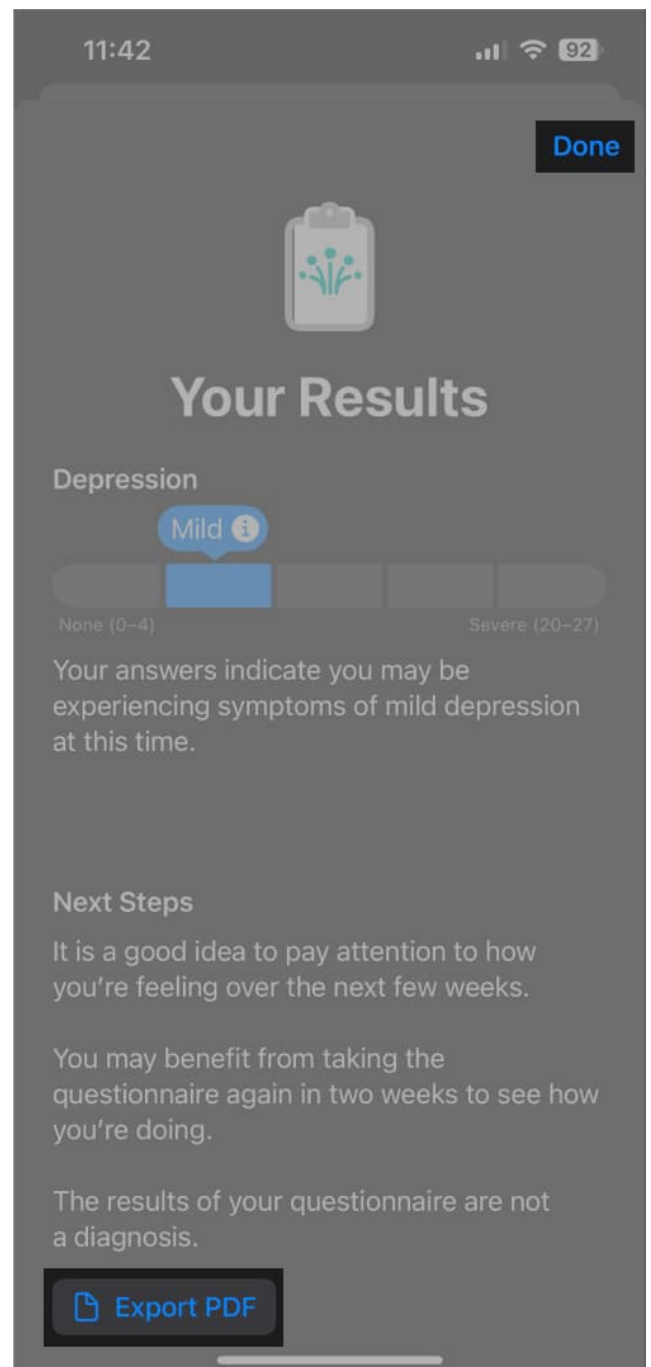 11:42
92
Done
Your Results
Depression
Mild i
None (0–4)
Severe (20–27)
Your answers indicate you may be
experiencing symptoms of mild depression
at this time.
Next Steps
It is a good idea to pay attention to how
you’re feeling over the next few weeks.
You may benefit from taking the
questionnaire again in two weeks to see how
you’re doing.
The results of your questionnaire are not
a diagnosis.
Export PDF